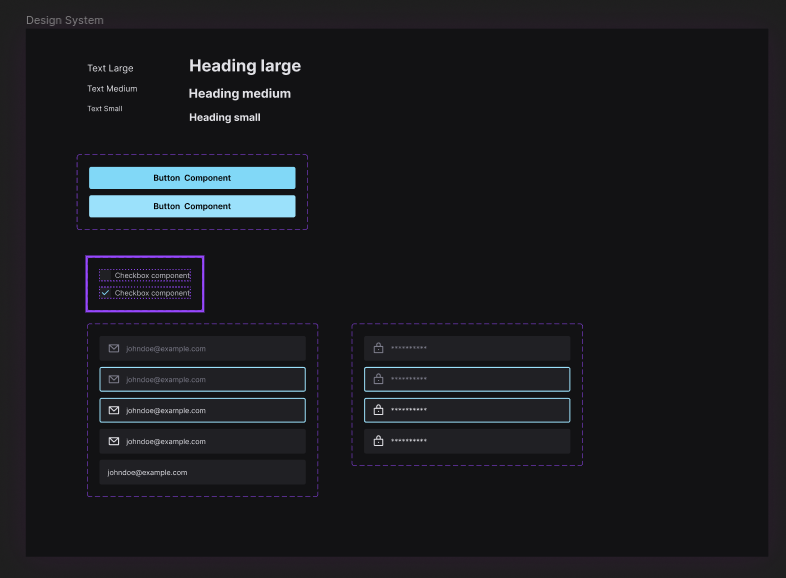 Design System
Text Large
Text Medium
Text Small
Heading large
Heading medium
Heading small
Button Component
Button Component
Checkbox component
Checkbox component
johndoe@example.com
johndoe@example.com
johndoe@example.com
johndoe@example.com
johndoe@example.com
**********
**********
**********
**********